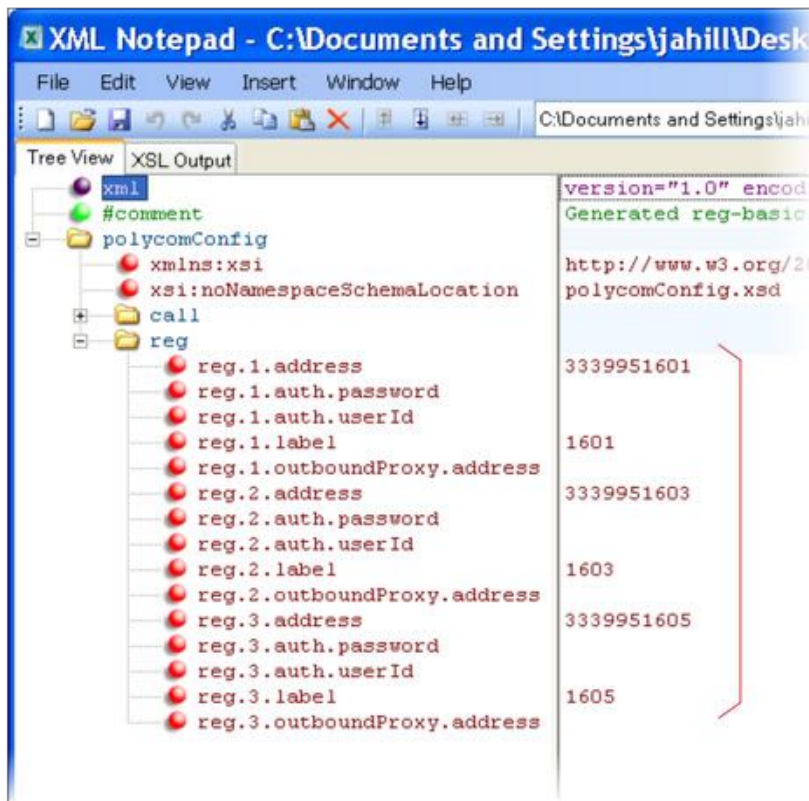 XML Notepad - C:\Documents and Settings\jahill\Desk
File Edit View Insert Window Help
C:\Documents and Settings\jahi
Tree View XSL Output
xml version="1.0" encod
#comment Generated reg-basic
polycomConfig
xmlns:xsi http://www.w3.org/2
xsi:noNamespaceSchemaLocation polycomConfig.xsd
call
reg
reg.1.address 3339951601
reg.1.auth.password
reg.1.auth.userId
reg.1.label 1601
reg.1.outboundProxy.address
reg.2.address 3339951603
reg.2.auth.password
reg.2.auth.userId
reg.2.label 1603
reg.2.outboundProxy.address
reg.3.address 3339951605
reg.3.auth.password
reg.3.auth.userId
reg.3.label 1605
reg.3.outboundProxy.address